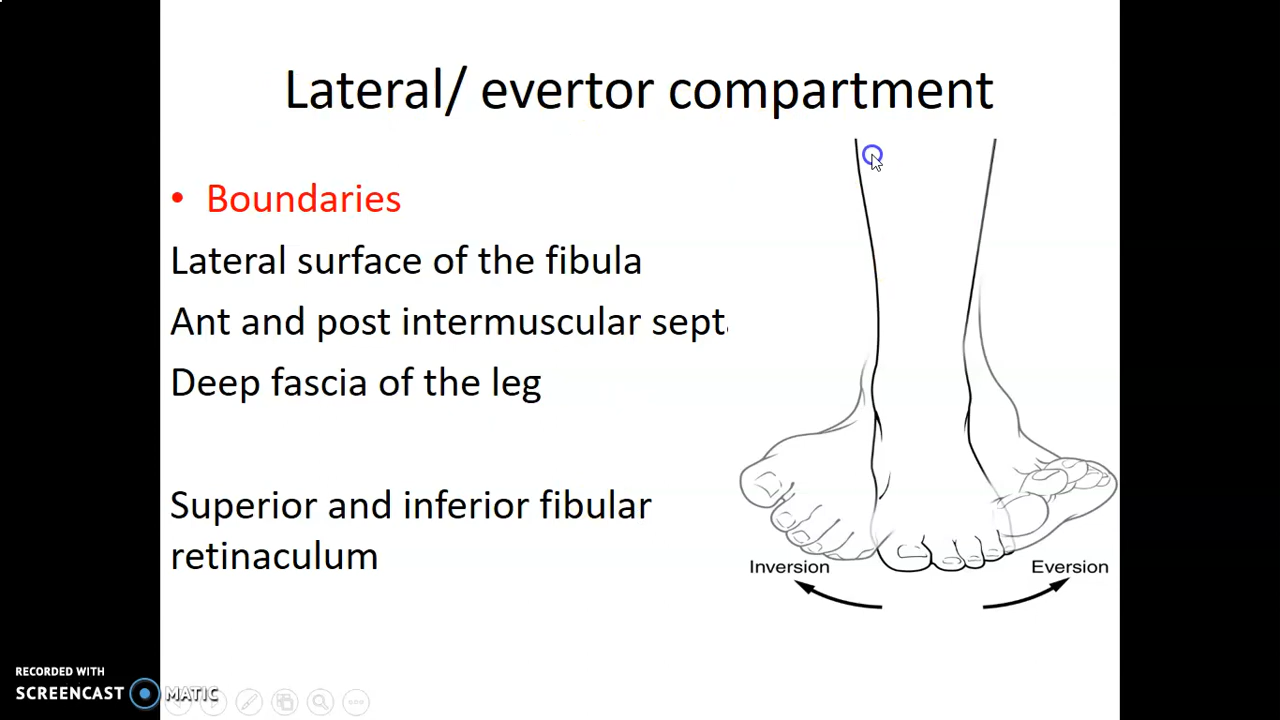 Lateral/ evertor compartment
• Boundaries
Lateral surface of the fibula
Ant and post intermuscular sept
Deep fascia of the leg
Superior and inferior fibular
retinaculum
Inversion
Eversion
RECORDED WITH
SCREENCAST MATIC